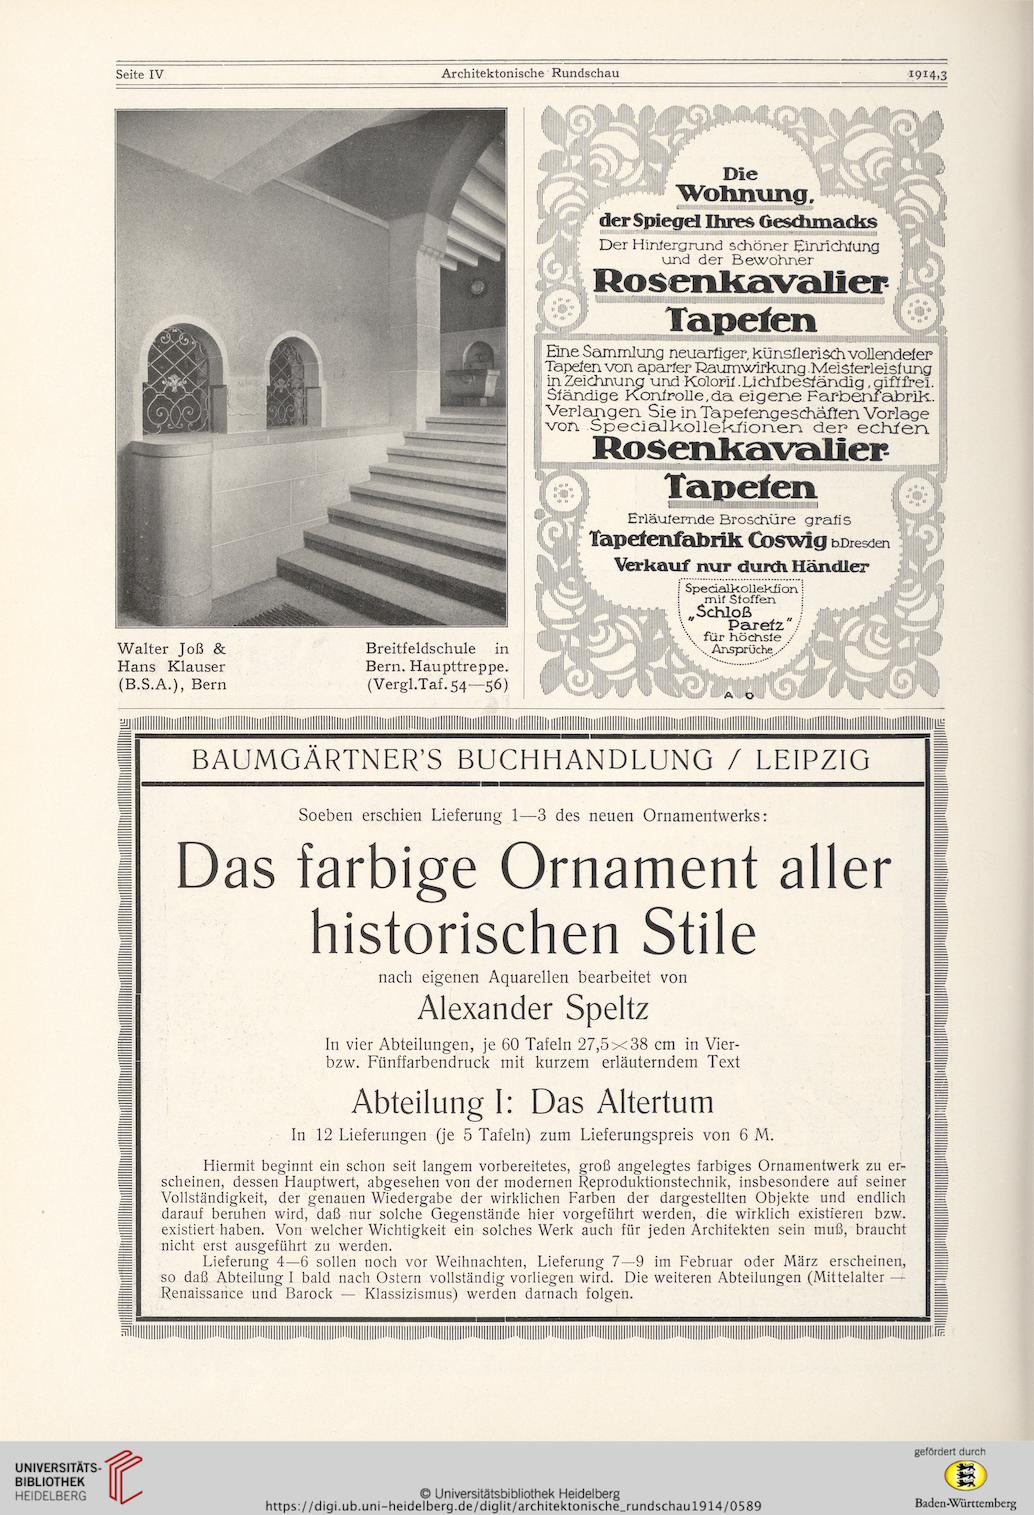 Seite IV
Architektonische Rundschau
1914,3
Walter Joß &
Hans Klauser
(B.S.A.), Bern
Breitfeldschule in
Bern. Haupttreppe.
(Vergl.Taf. 54—56)
Die
Wohnung,
der Spiegel Ihres Geschmacks
Der Hintergrund schöner Einrichtung
und der Bewohner
Rosenkavalier-
Tapeten
Eine Sammlung neuartiger, künstlerisch vollendeter
Tapeten von aparter Raumwirkung. Meisterleistung
in Zeichnung und Kolorit. Lichtbeständig, giftfrei.
Ständige Kontrolle, da eigene Farbenfabrik.
Verlangen Sie in Tapetengeschäften Vorlage
von Specialkollektionen der echten
Rosenkavalier-
Tapeten
Erläuternde Broschüre gratis
Tapetenfabrik Coswig b.Dresden
Verkauf nur durch Händler
Specialkollektion
mit Stoffen
„Schloß
Paretz"
für höchste
Ansprüche
A O
BAUMGÄRTNER'S BUCHHANDLUNG / LEIPZIG
Soeben erschien Lieferung 1—3 des neuen Ornamentwerks:
Das farbige Ornament aller
historischen Stile
nach eigenen Aquarellen bearbeitet von
Alexander Speltz
In vier Abteilungen, je 60 Tafeln 27,5×38 cm in Vier-
bzw. Fünffarbendruck mit kurzem erläuterndem Text
Abteilung I: Das Altertum
In 12 Lieferungen (je 5 Tafeln) zum Lieferungspreis von 6 M.
Hiermit beginnt ein schon seit langem vorbereitetes, groß angelegtes farbiges Ornamentwerk zu er-
scheinen, dessen Hauptwert, abgesehen von der modernen Reproduktionstechnik, insbesondere auf seiner
Vollständigkeit, der genauen Wiedergabe der wirklichen Farben der dargestellten Objekte und endlich
darauf beruhen wird, daß nur solche Gegenstände hier vorgeführt werden, die wirklich existieren bzw.
existiert haben. Von welcher Wichtigkeit ein solches Werk auch für jeden Architekten sein muß, braucht
nicht erst ausgeführt zu werden.
Lieferung 4—6 sollen noch vor Weihnachten, Lieferung 7—9 im Februar oder März erscheinen,
so daß Abteilung I bald nach Ostern vollständig vorliegen wird. Die weiteren Abteilungen (Mittelalter —
Renaissance und Barock — Klassizismus) werden darnach folgen.
UNIVERSITÄTS-
BIBLIOTHEK
HEIDELBERG
© Universitätsbibliothek Heidelberg
https://digi.ub.uni-heidelberg.de/diglit/architektonische_rundschau1914/0589
gefördert durch
Baden-Württemberg